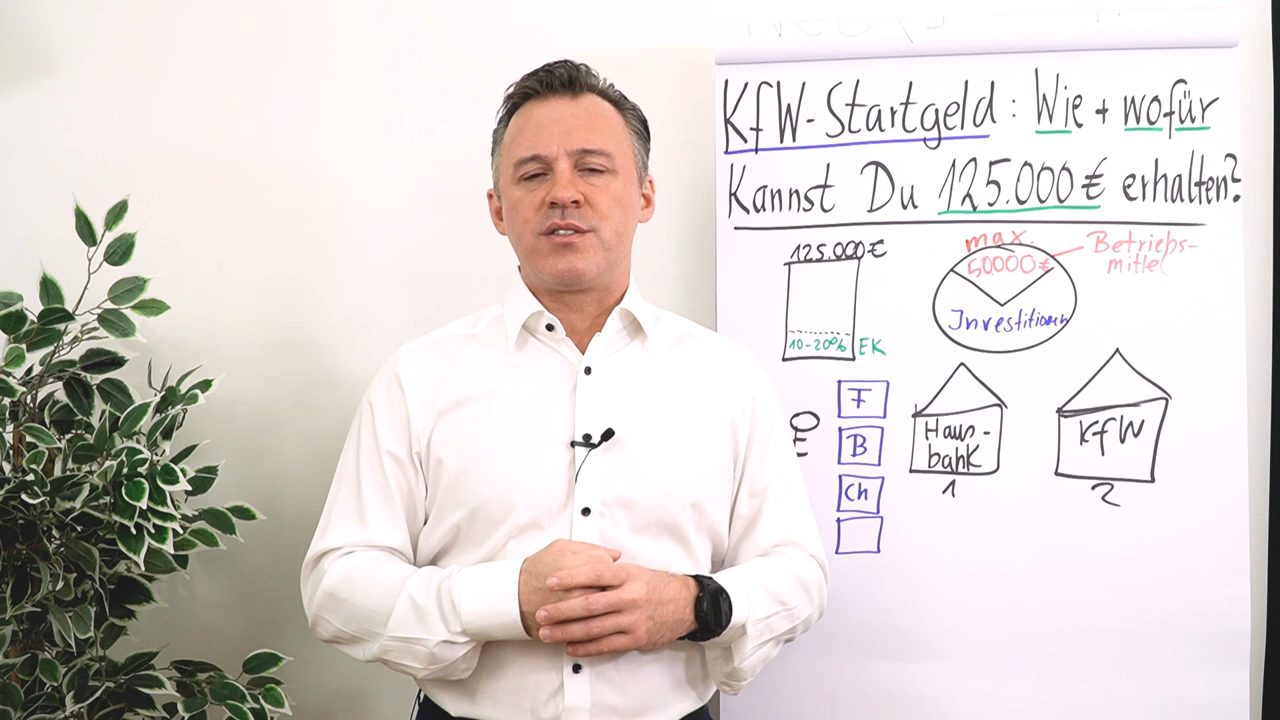 KfW-Startgeld: Wie + wofür
Kannst Du 125.000€ erhalten?
125.000€
10-20%
EK
max.
50000€
Betriebs-
mittel
Investitionen
F
B
Ch
Haus-
bank
1
KfW
2